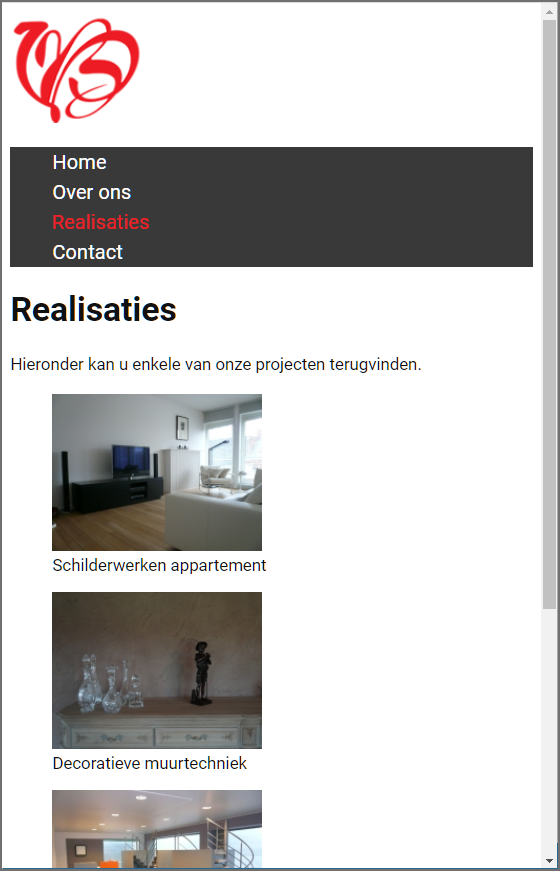 Home
Over ons
Realisaties
Contact
Realisaties
Hieronder kan u enkele van onze projecten terugvinden.
Schilderwerken appartement
Decoratieve muurtechniek